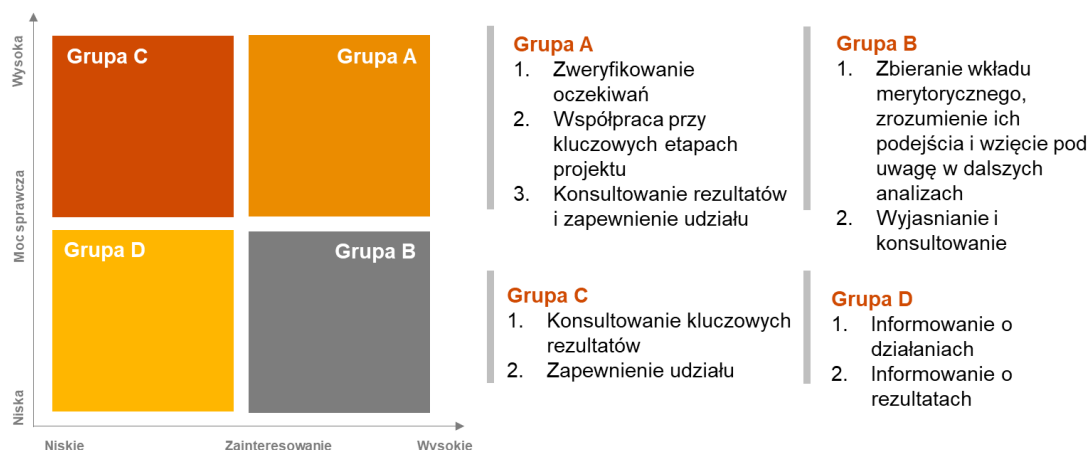 Wysoka
Moc sprawcza
Niska
Grupa C
Grupa A
Grupa D
Grupa B
Niskie
Zainteresowanie
Wysokie
Grupa A
1. Zweryfikowanie
oczekiwań
2. Współpraca przy
kluczowych etapach
projektu
3. Konsultowanie rezultatów
i zapewnienie udziału
Grupa B
1. Zbieranie wkładu
merytorycznego,
zrozumienie ich
podejścia i wzięcie pod
uwagę w dalszych
analizach
2. Wyjasnianie i
konsultowanie
Grupa C
1. Konsultowanie kluczowych
rezultatów
2. Zapewnienie udziału
Grupa D
1. Informowanie o
działaniach
2. Informowanie o
rezultatach